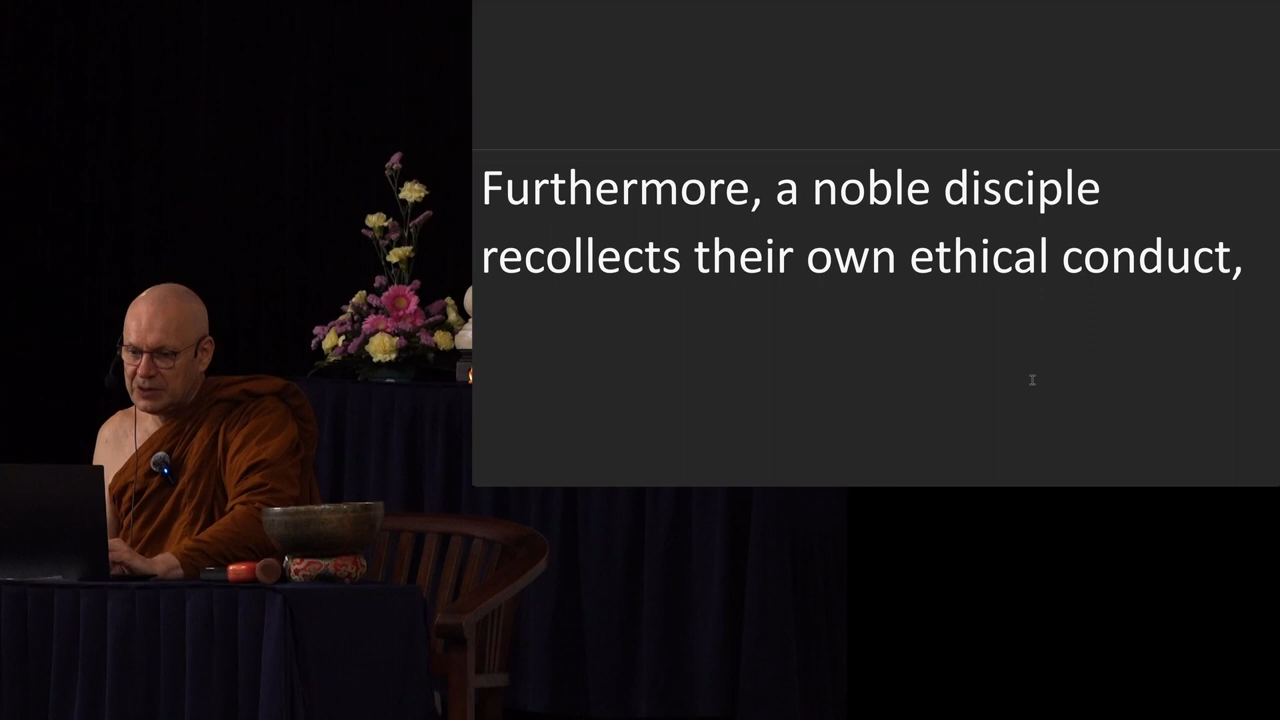 Furthermore, a noble disciple
recollects their own ethical conduct,